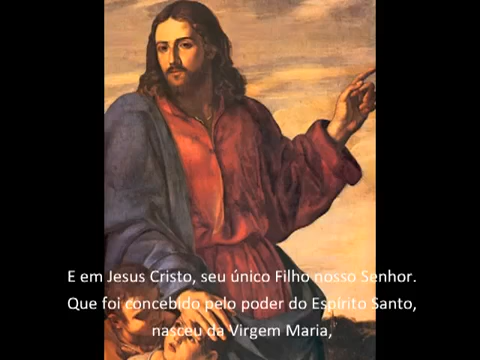 E em Jesus Cristo, seu único Filho nosso Senhor.
Que foi concebido pelo poder do Espírito Santo,
nasceu da Virgem Maria,